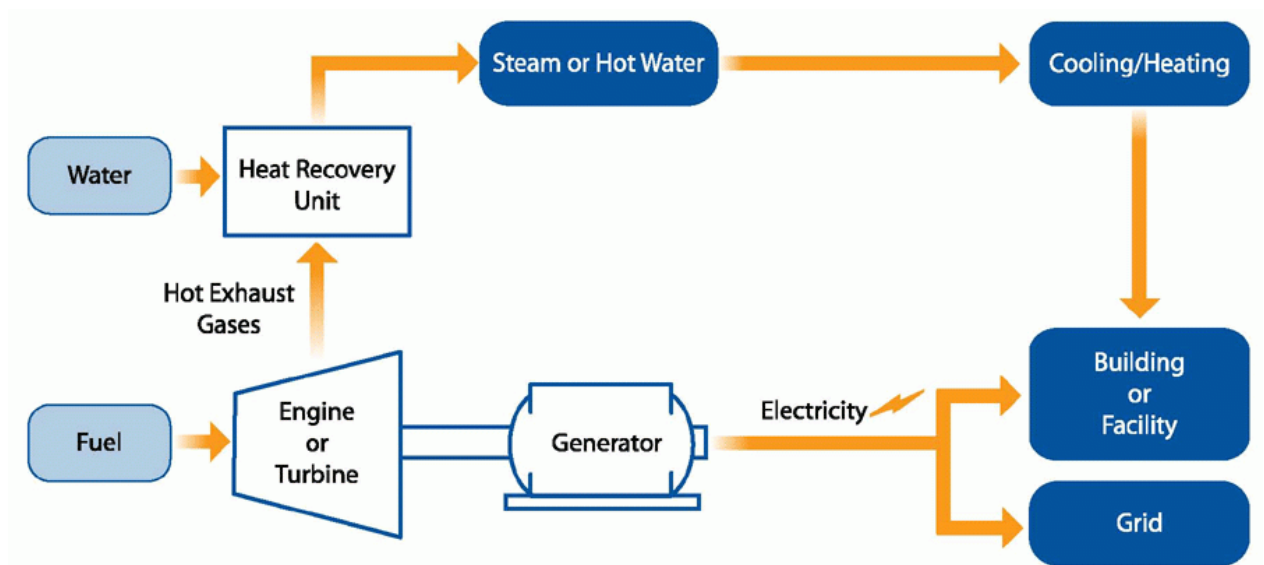 Steam or Hot Water
Cooling/Heating
Water
Heat Recovery
Unit
Hot Exhaust
Gases
Fuel
Engine
or
Turbine
Generator
Electricity
Building
or
Facility
Grid